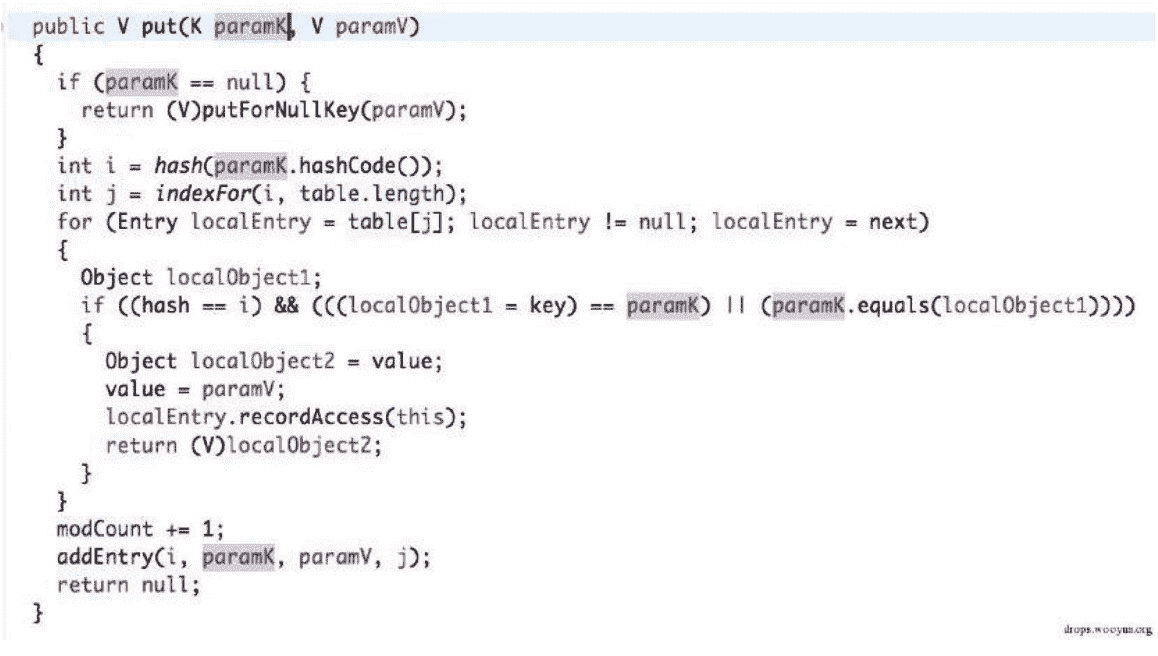 public V put(K paramK, V paramV)
{
if (paramK == null) {
return (V)putForNullKey(paramV);
}
int i = hash(paramK.hashCode());
int j = indexFor(i, table.length);
for (Entry localEntry = table[j]; localEntry != null; localEntry = next)
{
Object localObject1;
if ((hash == i) && (((localObject1 = key) == paramK) || (paramK.equals(localObject1))))
{
Object localObject2 = value;
value = paramV;
localEntry.recordAccess(this);
return (V)localObject2;
}
}
modCount += 1;
addEntry(i, paramK, paramV, j);
return null;
}
drops.wooyun.org